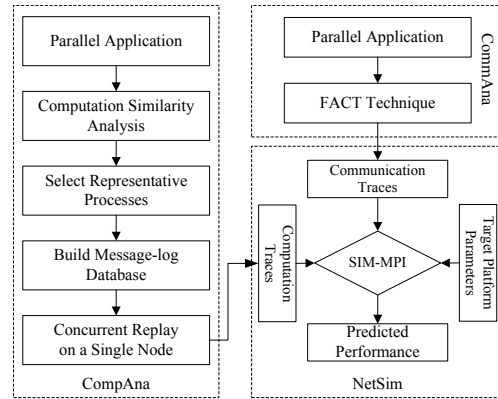 Parallel Application
Computation Similarity
Analysis
Select Representative
Processes
Build Message-log
Database
Concurrent Replay
on a Single Node
CompAna
Parallel Application
FACT Technique
CommAna
Communication
Traces
Computation
Traces
SIM-MPI
Target Platform
Parameters
Predicted
Performance
NetSim